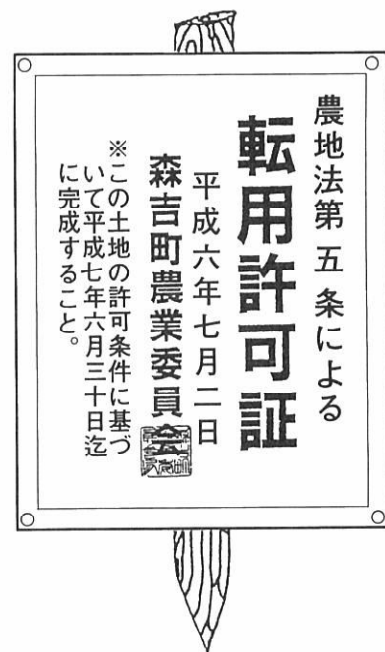 農地法第五条による
転用許可証
平成六年七月二日
森吉町農業委員会
※この土地の許可条件に基づ
いて平成七年六月三十日迄
に完成すること。